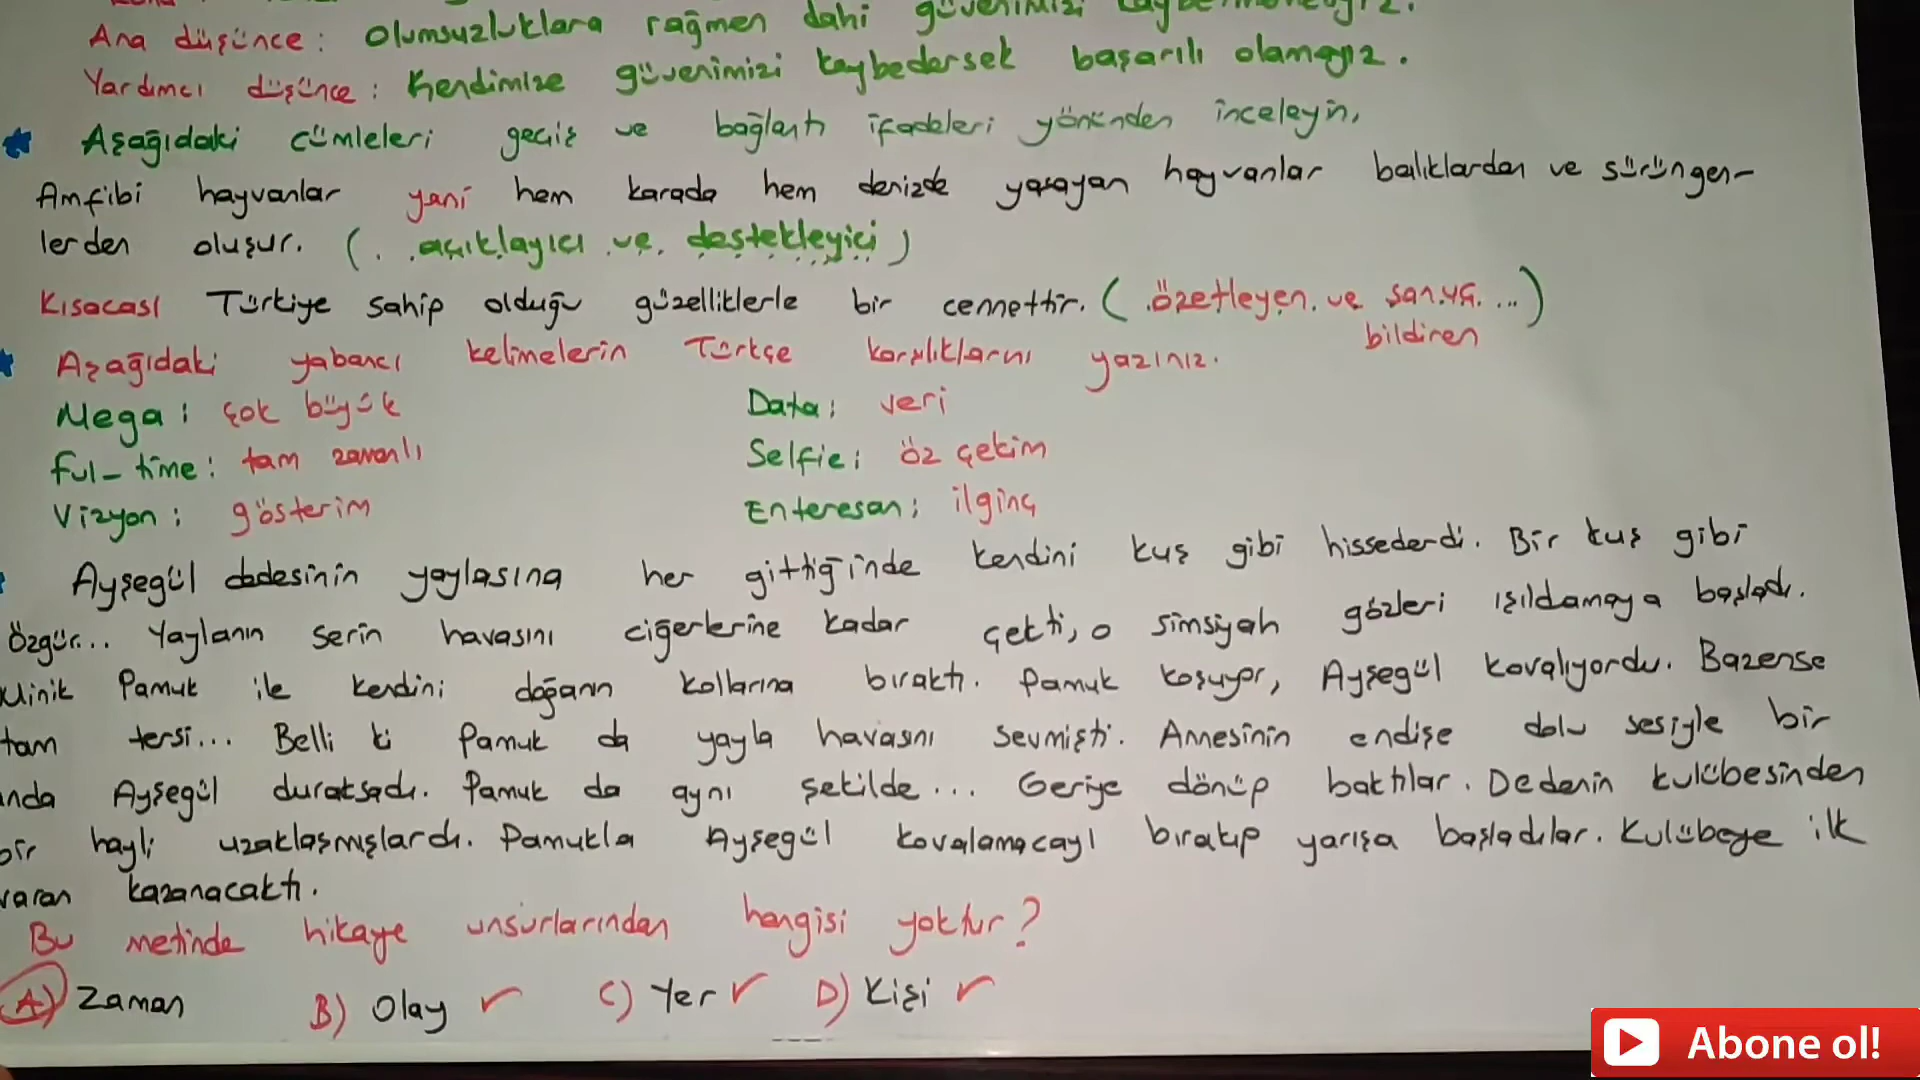 Ana düşünce: Olumsuzluklara rağmen dahi güvenimizi kaybetmemeliyiz.
Yardımcı düşünce: Kendimize güvenimizi kaybedersek başarılı olamayız.
Aşağıdaki cümleleri geçiş ve bağlantı ifadeleri yönünden inceleyin,
Amfibi hayvanlar yani hem karada hem denizde yaşayan hayvanlar balıklardan ve sürüngen-
lerden oluşur. (. .açıklayıcı .ve. destekleyici)
Kısacası Türkiye sahip olduğu güzelliklerle bir cennettir. (.özetleyen. ve sonuç. ...)
bildiren
Aşağıdaki yabancı kelimelerin Türkçe karşılıklarını yazınız.
Mega: çok büyük Data: veri
ful-time: tam zamanlı Selfie: öz çekim
Vizyon: gösterim Enteresan: ilginç
Ayşegül dedesinin yaylasına her gittiğinde kendini kuş gibi hissederdi. Bir kuş gibi
özgür... Yaylanın serin havasını ciğerlerine kadar çekti, o simsiyah gözleri ışıldamaya başladı.
Minik Pamuk ile kendini doğanın kollarına bıraktı. Pamuk koşuyor, Ayşegül kovalıyordu. Bazense
tam tersi... Belli ki Pamuk da yayla havasını sevmişti. Annesinin endişe dolu sesiyle bir
anda Ayşegül duraksadı. Pamuk da aynı şekilde... Geriye dönüp baktılar. Dedenin kulübesinden
bir hayli uzaklaşmışlardı. Pamukla Ayşegül kovalamacayı bırakıp yarışa başladılar. Kulübeye ilk
varan kazanacaktı.
Bu metinde hikaye unsurlarından hangisi yoktur?
A) Zaman B) Olay ✓ C) Yer ✓ D) Kişi ✓
Abone ol!